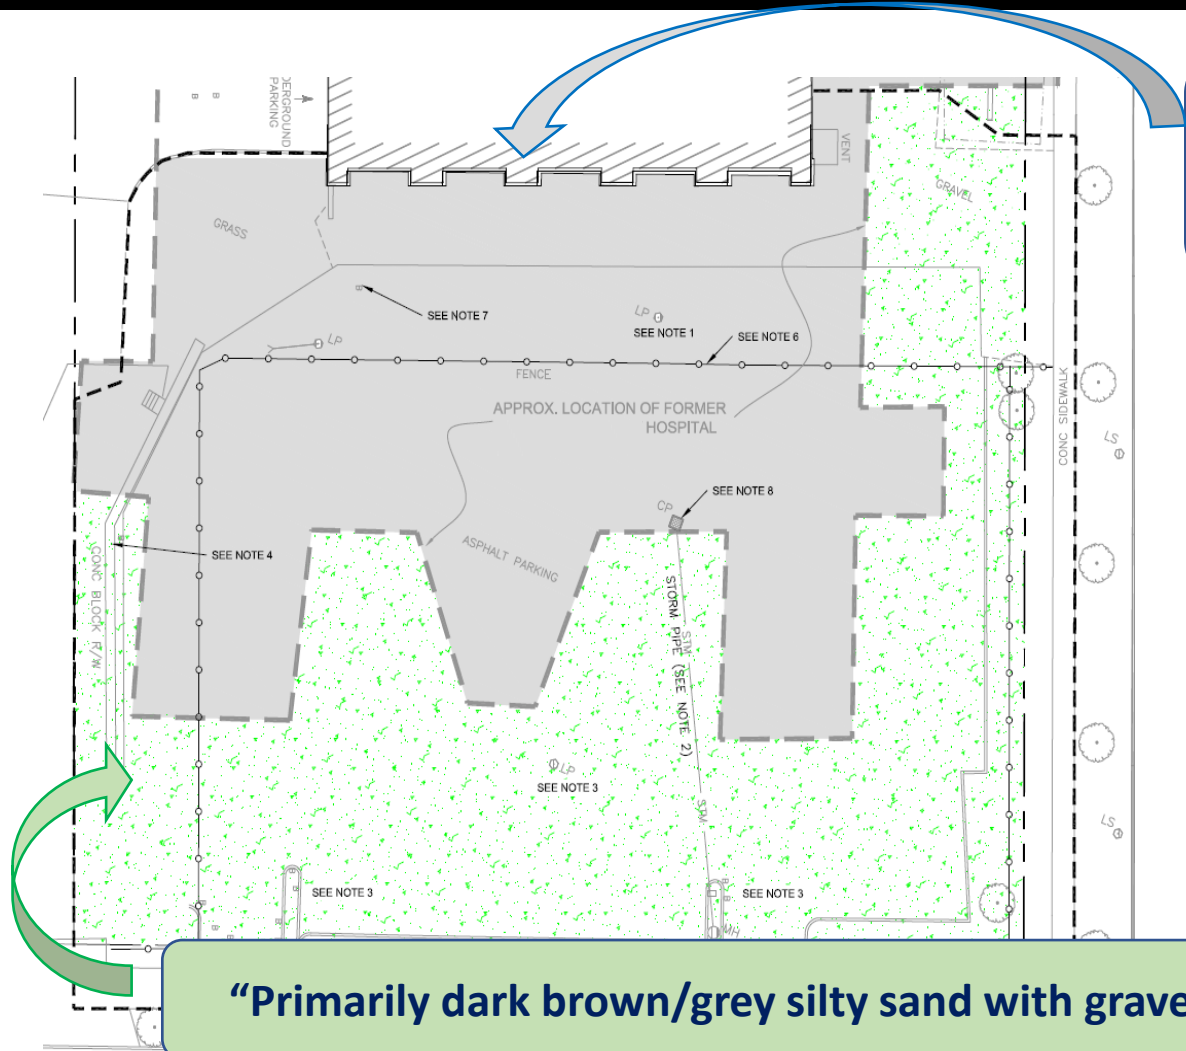 DERGROUND
PARKING
B B
VENT
GRAVEL
GRASS
B
SEE NOTE 7
LP
SEE NOTE 1
SEE NOTE 6
LP
FENCE
APPROX. LOCATION OF FORMER
HOSPITAL
CONC SIDEWALK
LS
SEE NOTE 8
CP
ASPHALT PARKING
B
SEE NOTE 4
CONC BLOCK R/W
STORM PIPE (SEE NOTE 2)
STM
LP
SEE NOTE 3
STM
LS
SEE NOTE 3
SEE NOTE 3
MH
“Primarily dark brown/grey silty sand with grave